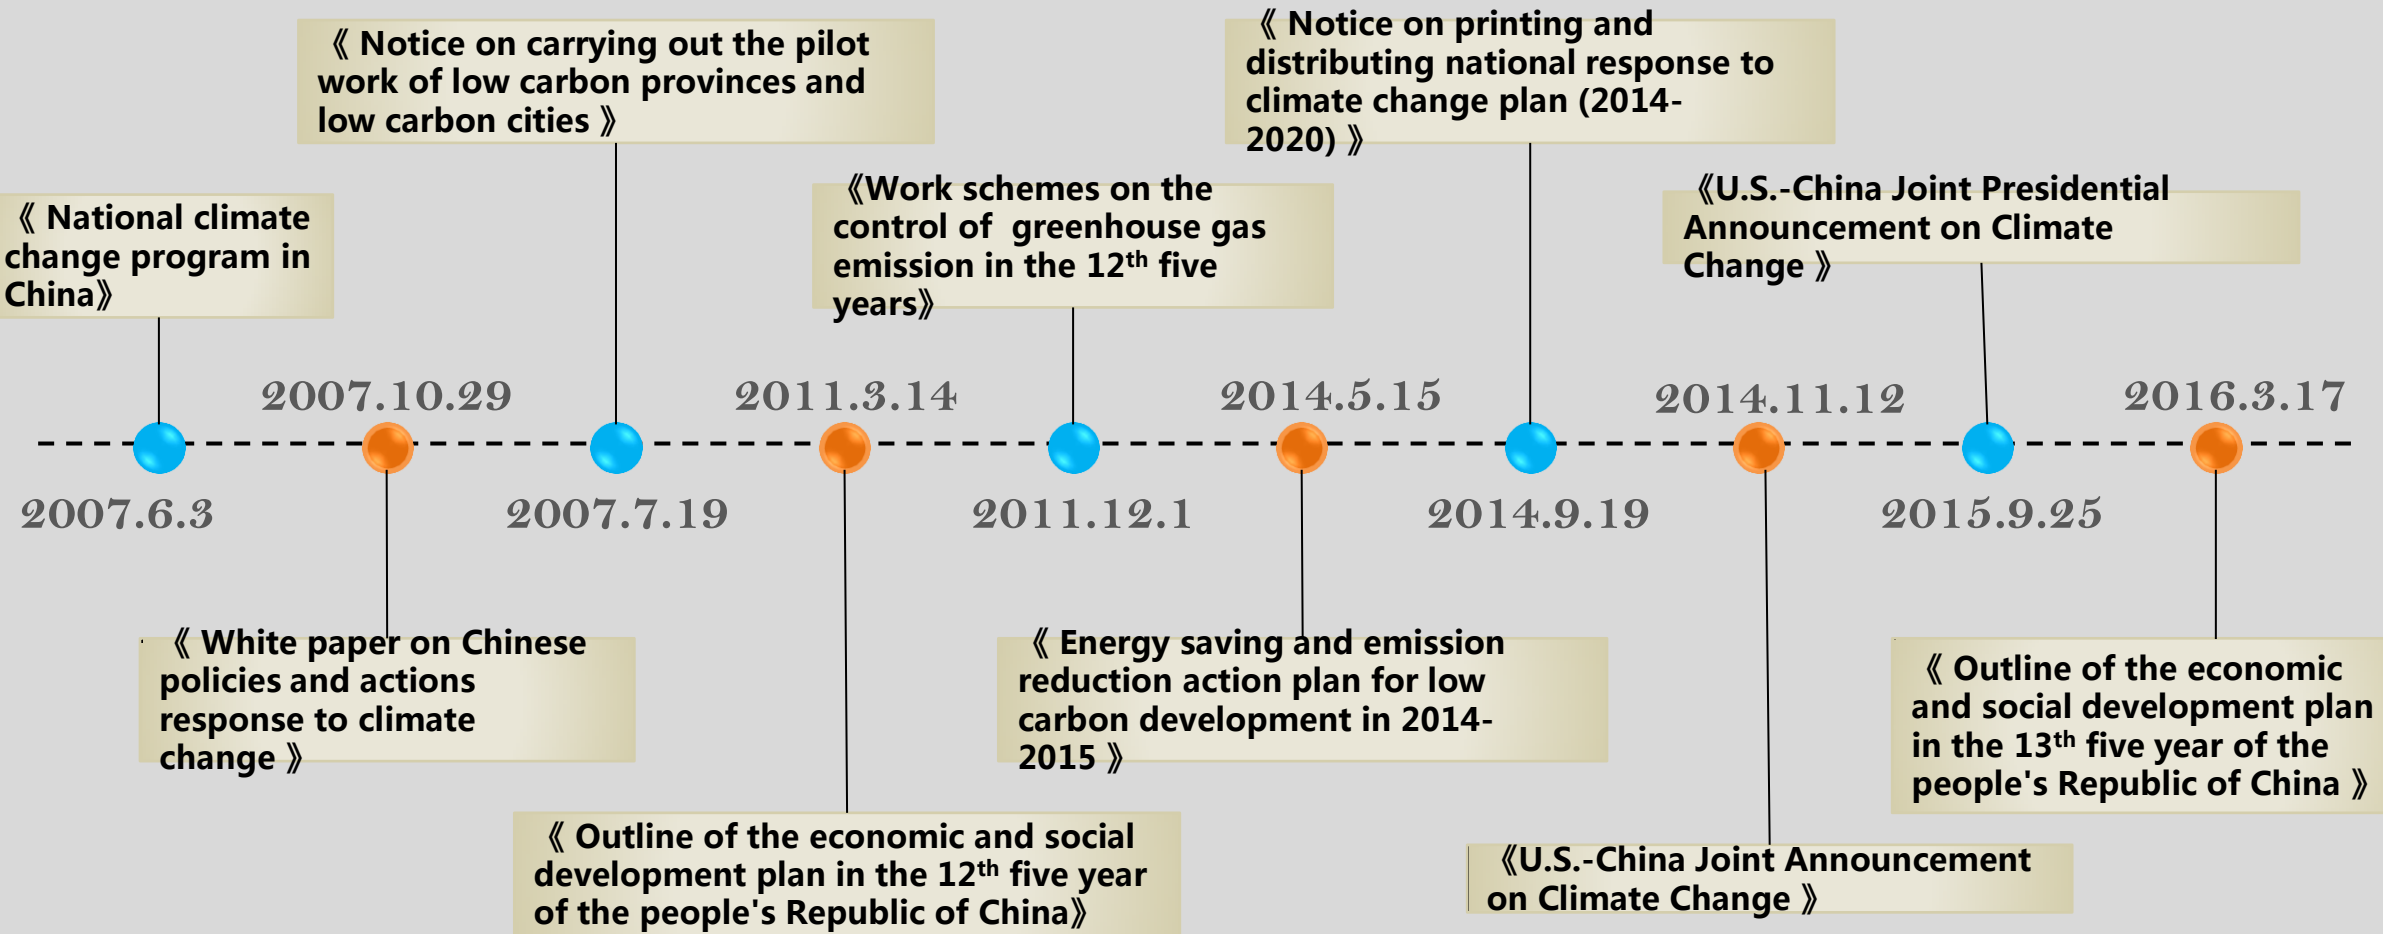 《 Notice on carrying out the pilot
work of low carbon provinces and
low carbon cities 》
《 Notice on printing and
distributing national response to
climate change plan (2014-
2020) 》
《 National climate
change program in
China》
《Work schemes on the
control of  greenhouse gas
emission in the 12th five
years》
《U.S.-China Joint Presidential
Announcement on Climate
Change 》
2007.10.29
2011.3.14
2014.5.15
2014.11.12
2016.3.17
2007.6.3
2007.7.19
2011.12.1
2014.9.19
2015.9.25
《 White paper on Chinese
policies and actions
response to climate
change 》
《 Energy saving and emission
reduction action plan for low
carbon development in 2014-
2015 》
《 Outline of the economic
and social development plan
in the 13th five year of the
people's Republic of China 》
《 Outline of the economic and social
development plan in the 12th five year
of the people's Republic of China》
《U.S.-China Joint Announcement
on Climate Change 》